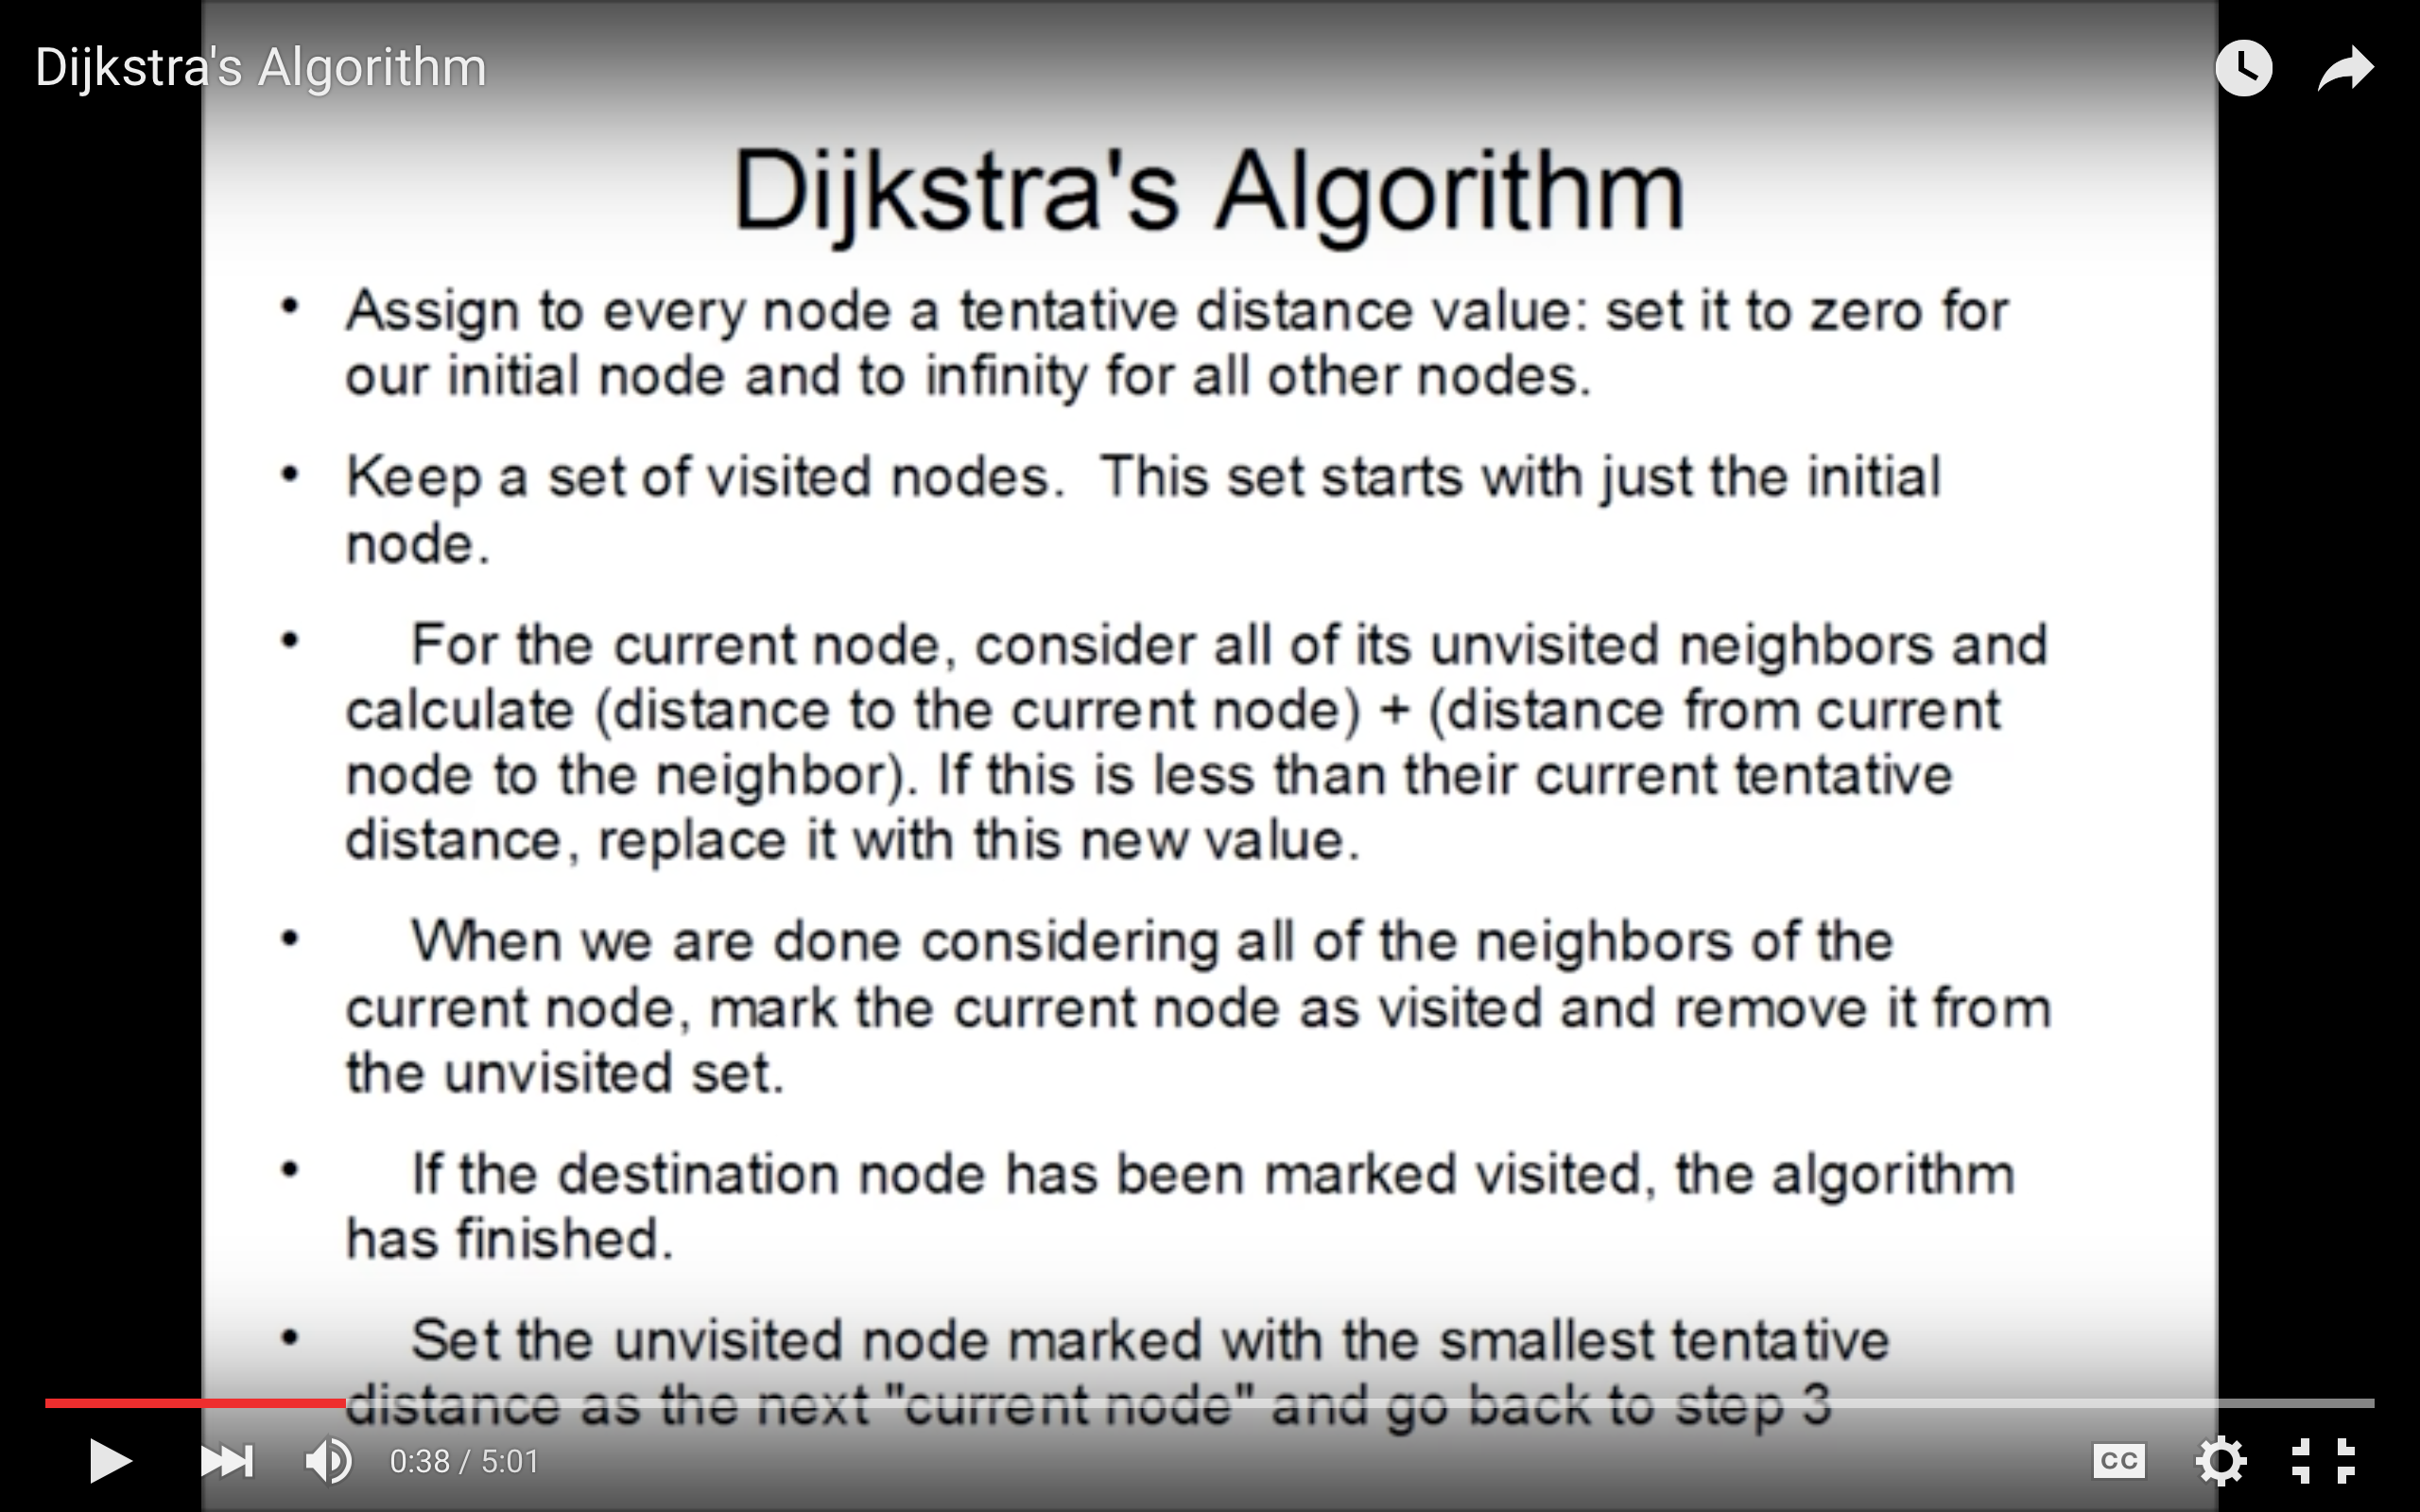 Dijkstra's Algorithm
Dijkstra's Algorithm
• Assign to every node a tentative distance value: set it to zero for
our initial node and to infinity for all other nodes.
• Keep a set of visited nodes.  This set starts with just the initial
node.
• For the current node, consider all of its unvisited neighbors and
calculate (distance to the current node) + (distance from current
node to the neighbor). If this is less than their current tentative
distance, replace it with this new value.
• When we are done considering all of the neighbors of the
current node, mark the current node as visited and remove it from
the unvisited set.
• If the destination node has been marked visited, the algorithm
has finished.
• Set the unvisited node marked with the smallest tentative
distance as the next "current node" and go back to step 3
0:38 / 5:01
CC